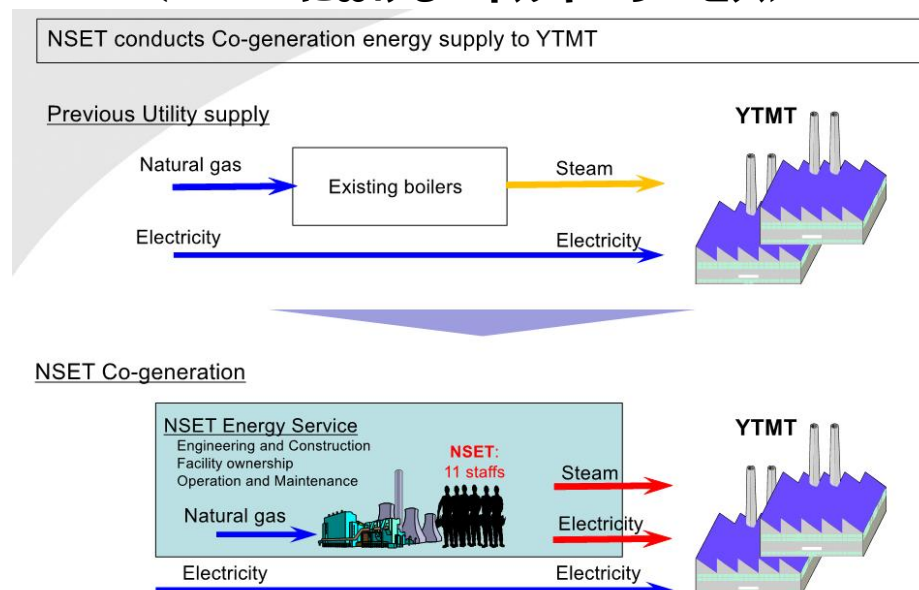 NSET conducts Co-generation energy supply to YTMT
Previous Utility supply
YTMT
Natural gas
Existing boilers
Steam
Electricity
Electricity
NSET Co-generation
NSET Energy Service
Engineering and Construction
Facility ownership
Operation and Maintenance
NSET:
11 staffs
YTMT
Steam
Natural gas
Electricity
Electricity
Electricity